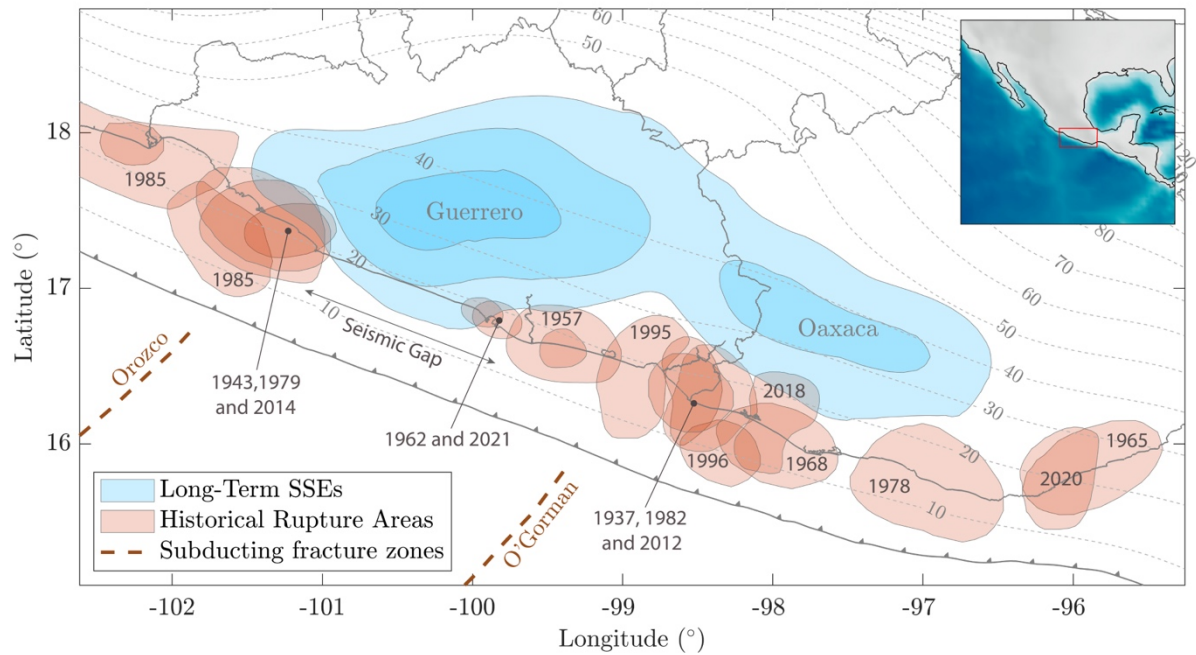 60
50
18
40
120
110
1985
Guerrero
30
80
20
1985
17
70
10
Seismic Gap
1957
1995
Oaxaca
60
50
Orozco
1943,1979
and 2014
40
2018
30
1962 and 2021
16
1996
1968
1978
20
1965
2020
10
1937, 1982
and 2012
O'Gorman
Long-Term SSEs
Historical Rupture Areas
Subducting fracture zones
Latitude (°)
-102
-101
-100
-99
-98
-97
-96
Longitude (°)